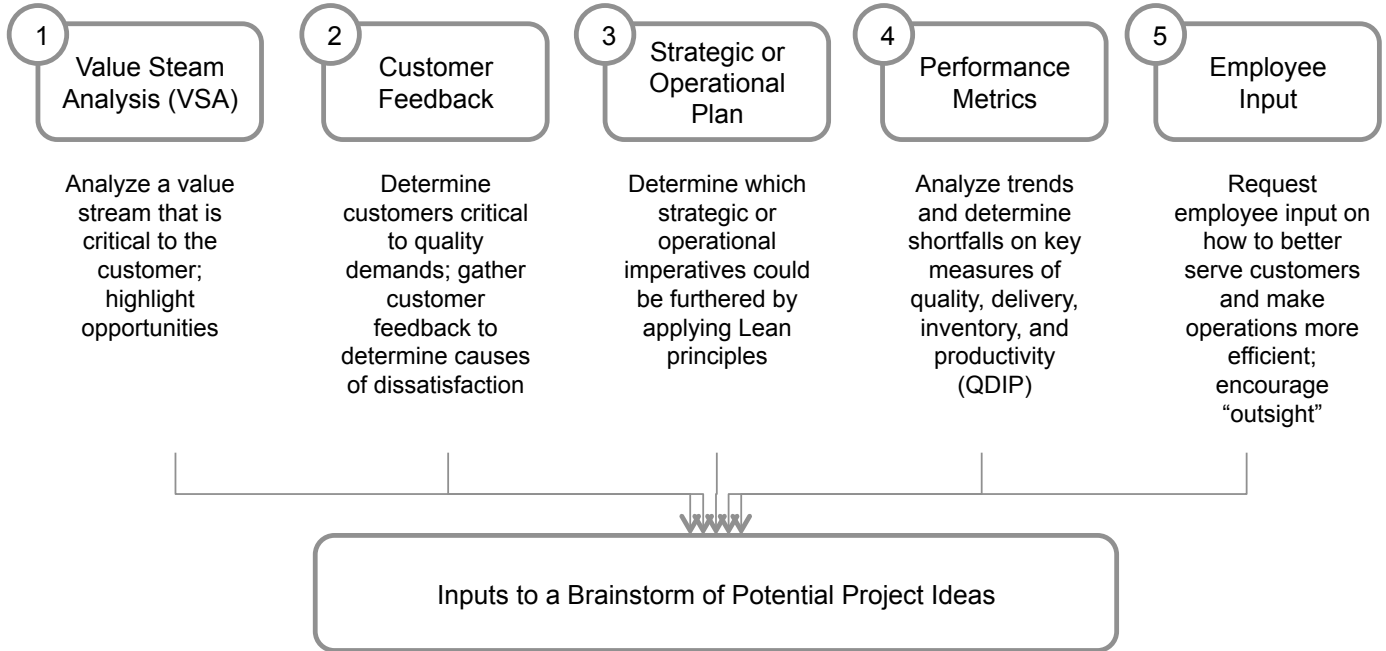 1
Value Steam
Analysis (VSA)
Analyze a value
stream that is
critical to the
customer;
highlight
opportunities
2
Customer
Feedback
Determine
customers critical
to quality
demands; gather
customer
feedback to
determine causes
of dissatisfaction
3
Strategic or
Operational
Plan
Determine which
strategic or
operational
imperatives could
be furthered by
applying Lean
principles
4
Performance
Metrics
Analyze trends
and determine
shortfalls on key
measures of
quality, delivery,
inventory, and
productivity
(QDIP)
5
Employee
Input
Request
employee input on
how to better
serve customers
and make
operations more
efficient;
encourage
“outsight”
Inputs to a Brainstorm of Potential Project Ideas